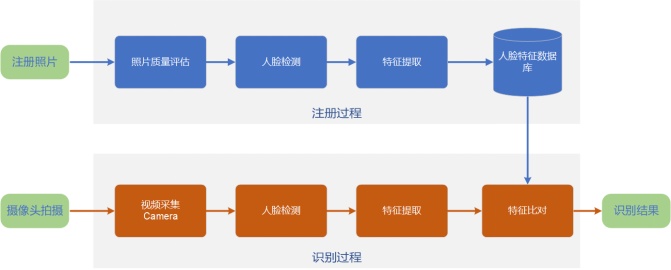 注册照片
照片质量评估
人脸检测
特征提取
人脸特征数据
库
注册过程
摄像头拍摄
视频采集
Camera
人脸检测
特征提取
特征比对
识别结果
识别过程